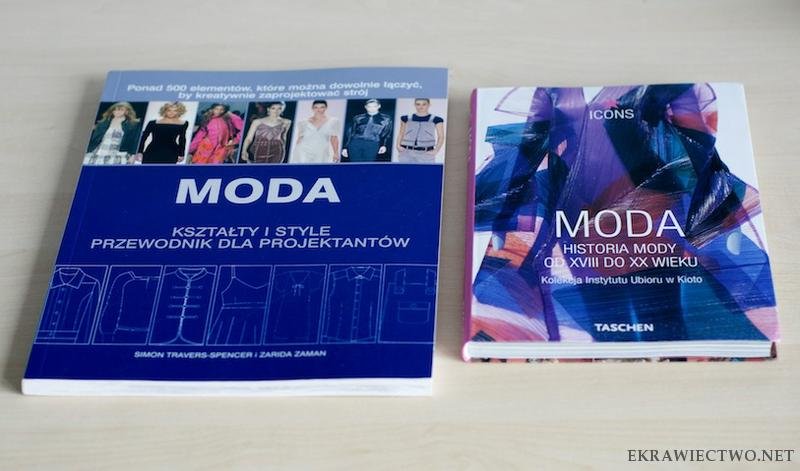 Ponad 500 elementów, które można dowolnie łączyć,
by kreatywnie zaprojektować strój
MODA
KSZTAŁTY I STYLE
PRZEWODNIK DLA PROJEKTANTÓW
SIMON TRAVERS-SPENCER i ZARIDA ZAMAN
ICONS
MODA
HISTORIA MODY
OD XVIII DO XX WIEKU
Kolekcja Instytutu Ubioru w Kioto
TASCHEN
EKRAWIECTWO.NET